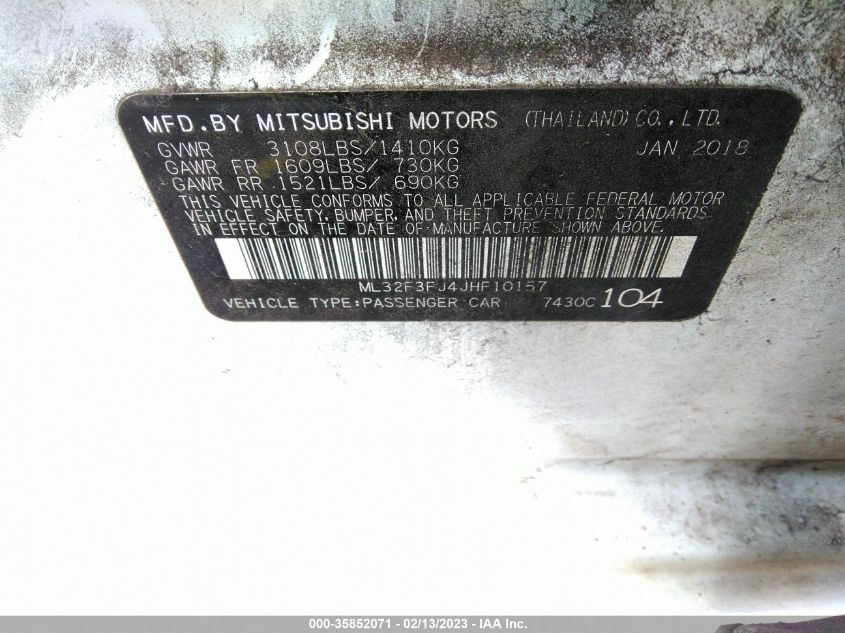 MFD.BY MITSUBISHI MOTORS (THAILAND)CO.,LTD.
GVWR 3108LBS/1410KG JAN 2018
GAWR FR 1609LBS/ 730KG
GAWR RR 1521LBS/ 690KG
THIS VEHICLE CONFORMS TO ALL APPLICABLE FEDERAL MOTOR
VEHICLE SAFETY, BUMPER, AND THEFT PREVENTION STANDARDS
IN EFFECT ON THE DATE OF MANUFACTURE SHOWN ABOVE.
ML32F3FJ4JHF10157
VEHICLE TYPE:PASSENGER CAR 7430C 104
000-35852071 - 02/13/2023 - IAA Inc.